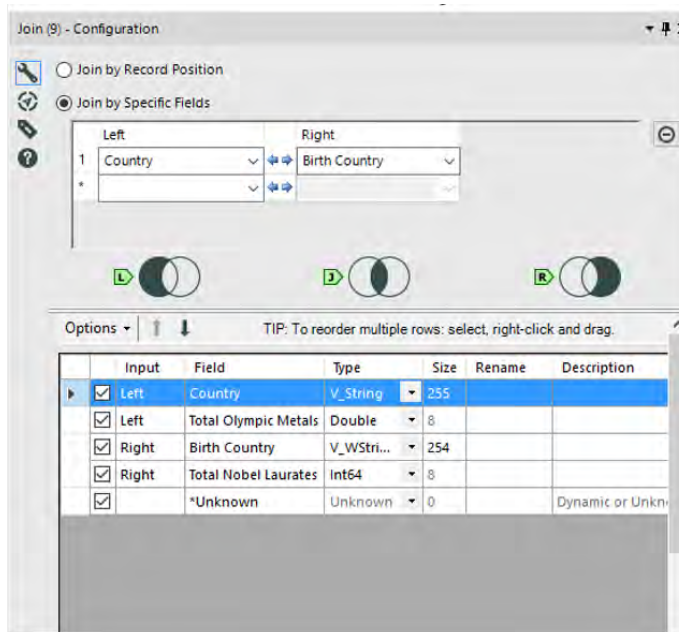 Join (9) - Configuration
Join by Record Position
Join by Specific Fields
Left Right
1 Country Birth Country
*
L J R
Options TIP: To reorder multiple rows: select, right-click and drag.
Input Field Type Size Rename Description
Left Country V_String 255
Left Total Olympic Metals Double 8
Right Birth Country V_WStri... 254
Right Total Nobel Laurates Int64 8
*Unknown Unknown 0 Dynamic or Unkn